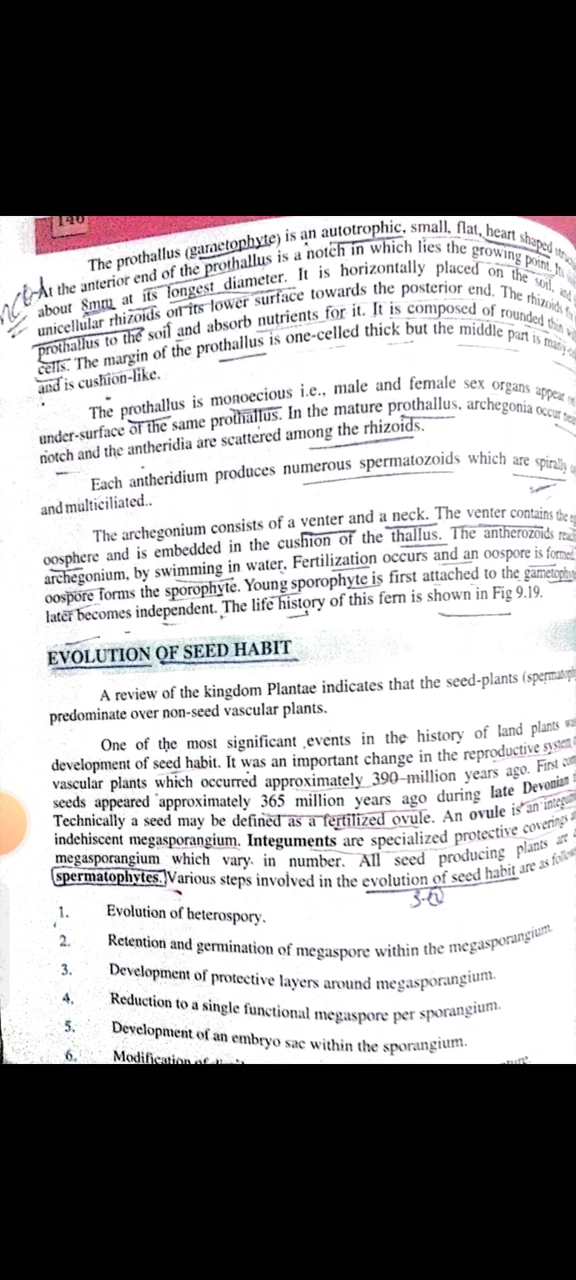 140
The prothallus (gametophyte) is an autotrophic, small, flat, heart shaped
At the anterior end of the prothallus is a notch in which lies the growing point. Its
about 8mm at its longest diameter. It is horizontally placed on the soil, and
unicellular rhizoids on its lower surface towards the posterior end. The rhizoids
prothallus to the soil and absorb nutrients for it. It is composed of rounded thin
cells. The margin of the prothallus is one-celled thick but the middle part is many
and is cushion-like.
The prothallus is monoecious i.e., male and female sex organs appear
under-surface of the same prothallus. In the mature prothallus, archegonia occur
notch and the antheridia are scattered among the rhizoids.
Each antheridium produces numerous spermatozoids which are spirally
and multiciliated..
The archegonium consists of a venter and a neck. The venter contains the
oosphere and is embedded in the cushion of the thallus. The antherozoids
archegonium, by swimming in water. Fertilization occurs and an oospore is formed
oospore forms the sporophyte. Young sporophyte is first attached to the
later becomes independent. The life history of this fern is shown in Fig 9.19.
EVOLUTION OF SEED HABIT
A review of the kingdom Plantae indicates that the seed-plants
predominate over non-seed vascular plants.
One of the most significant events in the history of land plants
development of seed habit. It was an important change in the reproductive system
vascular plants which occurred approximately 390 million years ago. First
seeds appeared approximately 365 million years ago during late Devonian
Technically a seed may be defined as a fertilized ovule. An ovule is an
indehiscent megasporangium. Integuments are specialized protective coverings
megasporangium which vary in number. All seed producing plants are
spermatophytes. Various steps involved in the evolution of seed habit are as
1. Evolution of heterospory.
2. Retention and germination of megaspore within the megasporangium.
3. Development of protective layers around megasporangium.
4. Reduction to a single functional megaspore per sporangium.
5. Development of an embryo sac within the sporangium.
6. Modification of